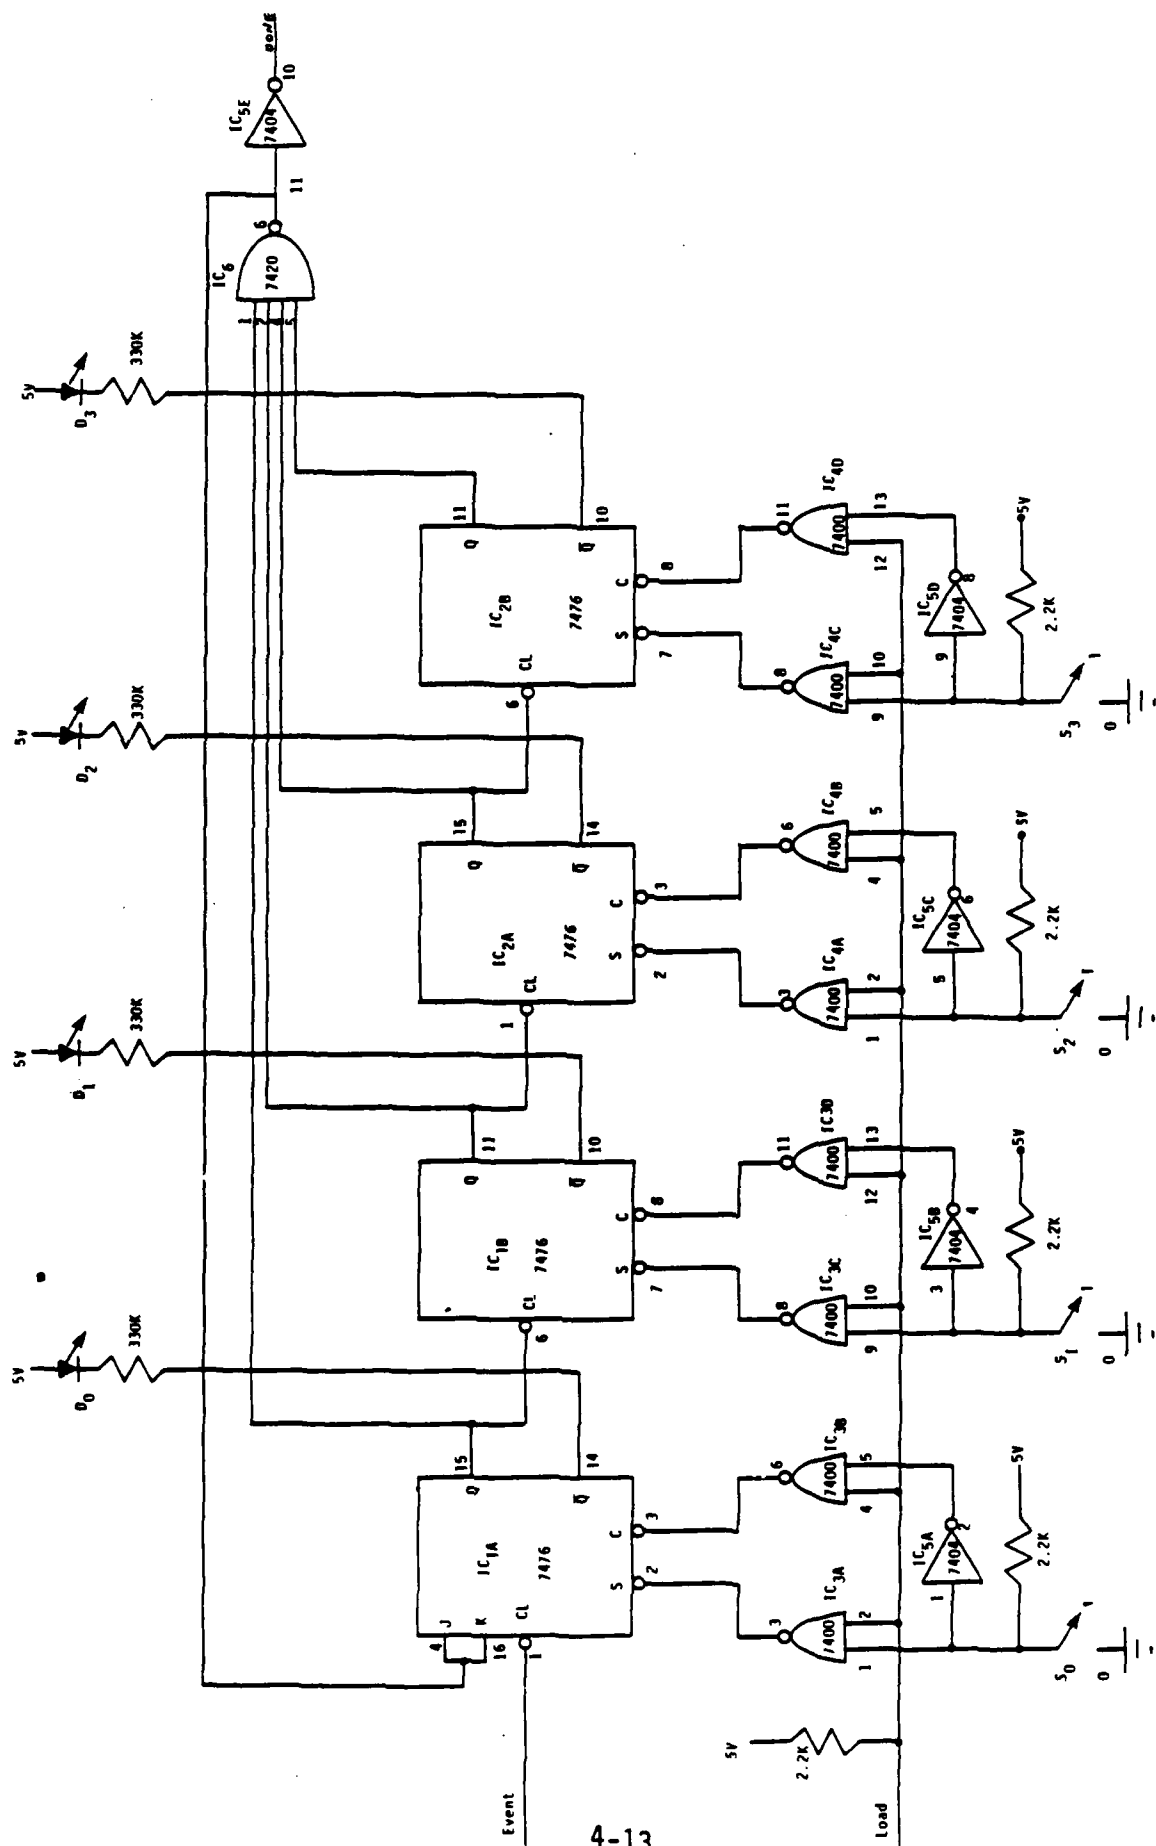 5V
5V
5V
5V
D0
D1
D2
D3
330K
330K
330K
330K
IC6
7420
1
2
4
5
6
11
IC5E
7404
10
DONE
J
K
4
16
CL
1
IC1A
7476
Q
15
Q̅
14
S
C
2
3
CL
6
IC1B
7476
Q
11
Q̅
10
S
C
7
8
CL
1
IC2A
7476
Q
15
Q̅
14
S
C
2
3
CL
6
IC2B
7476
Q
11
Q̅
10
S
C
7
8
Event
5V
2.2K
3
IC3A
7400
1
2
6
IC3B
7400
4
5
8
IC3C
7400
9
10
11
IC3D
7400
12
13
3
IC4A
7400
1
2
6
IC4B
7400
4
5
8
IC4C
7400
9
10
11
IC4D
7400
12
13
Load
IC5A
7404
1
2
IC5B
7404
3
4
IC5C
7404
5
6
IC5D
7404
9
8
2.2K
5V
2.2K
5V
2.2K
5V
2.2K
5V
S0
1
0
S1
1
0
S2
1
0
S3
1
0
4-13